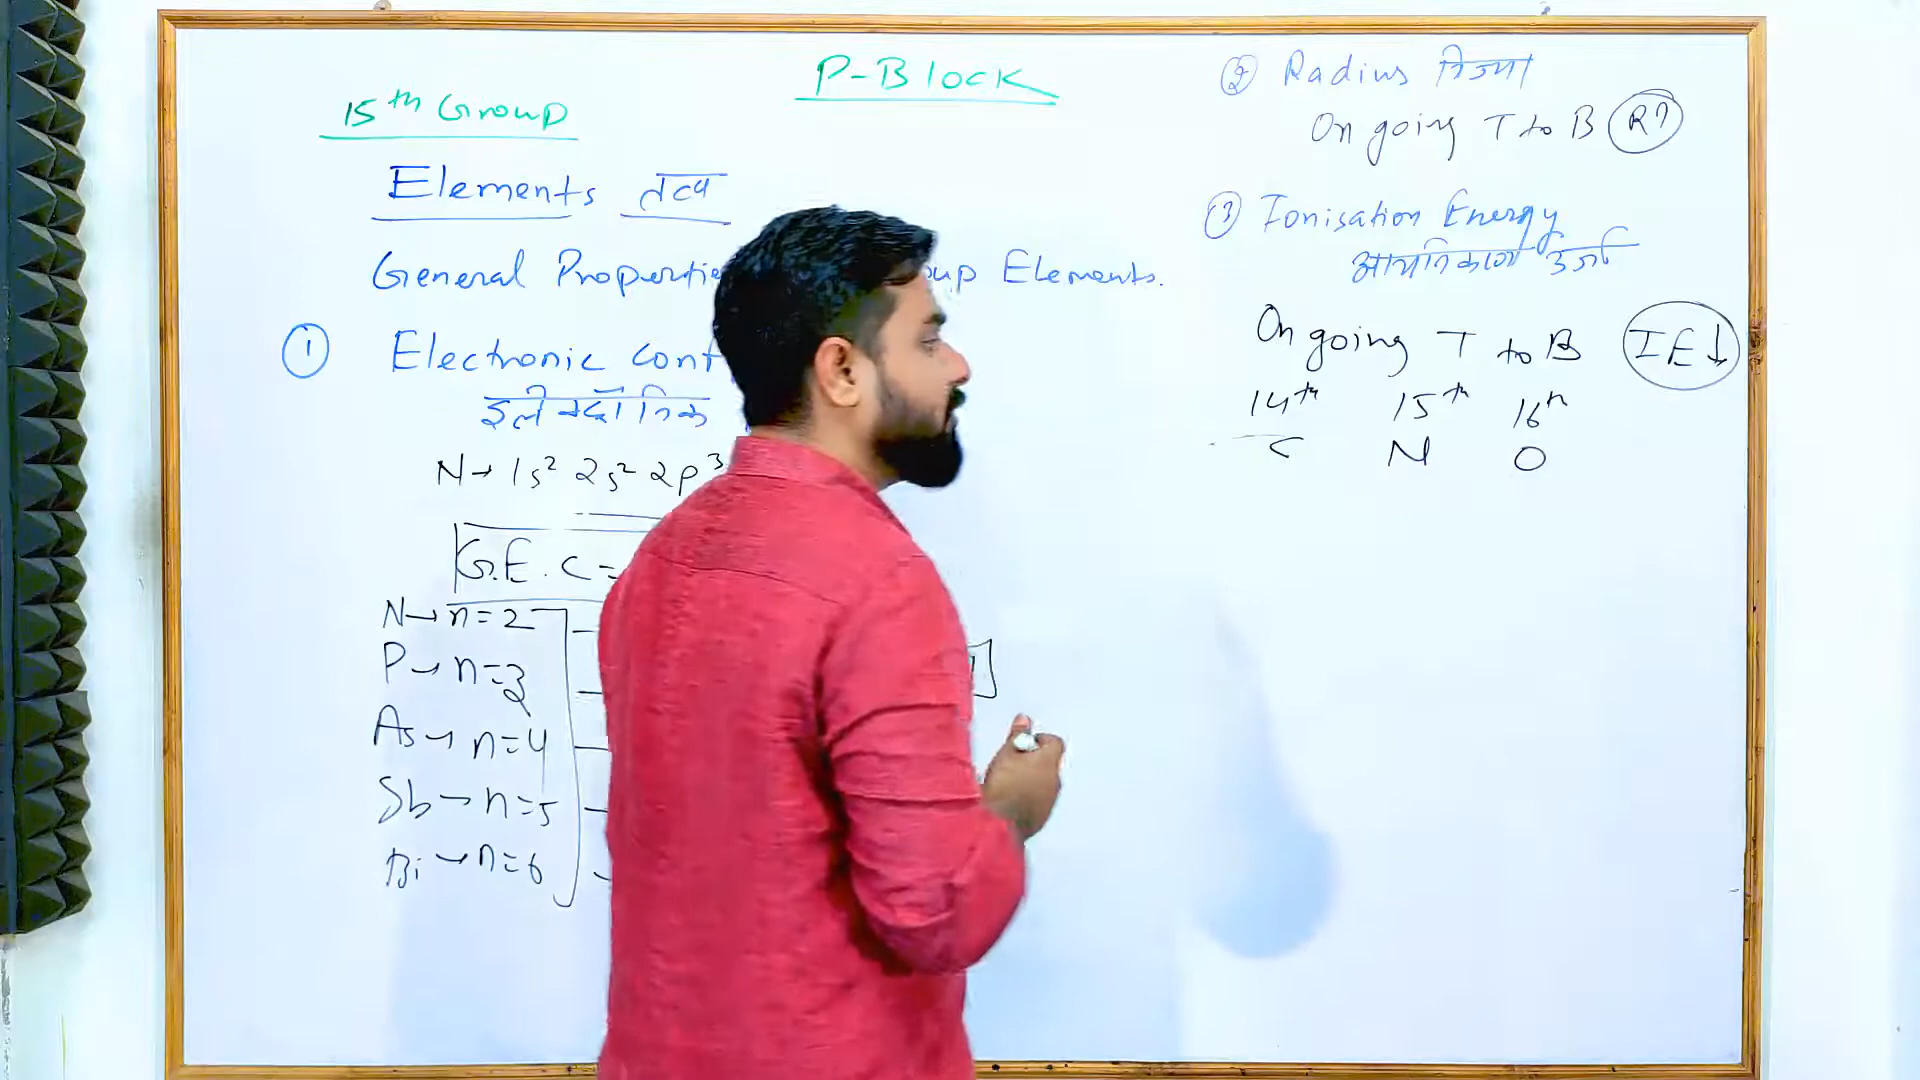 P-Block
15th Group
Elements तत्व
General Propertie oup Elements.
① Electronic Conf
इलेक्ट्रॉनिक
N→ 1s² 2s² 2p³
G.E.C =
N→ n=2
P→ n=3
As→ n=4
Sb→ n=5
Bi→ n=6
② Radius त्रिज्या
On going T to B R↑
③ Ionisation Energy
आयनिकरण उर्जा
On going T to B IE↓
14th 15th 16th
C N O